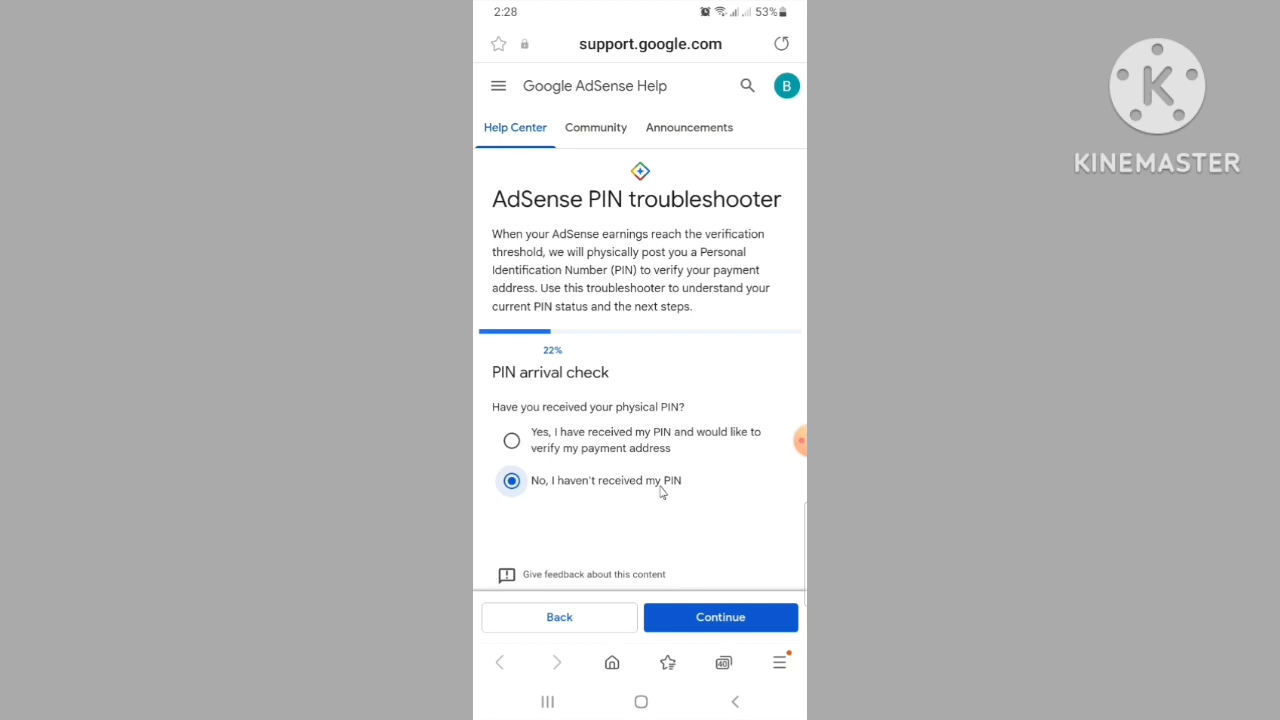 2:28
53%
support.google.com
Google AdSense Help
B
Help Center Community Announcements
AdSense PIN troubleshooter
When your AdSense earnings reach the verification
threshold, we will physically post you a Personal
Identification Number (PIN) to verify your payment
address. Use this troubleshooter to understand your
current PIN status and the next steps.
22%
PIN arrival check
Have you received your physical PIN?
Yes, I have received my PIN and would like to
verify my payment address
No, I haven't received my PIN
Give feedback about this content
Back Continue
40
K
KINEMASTER